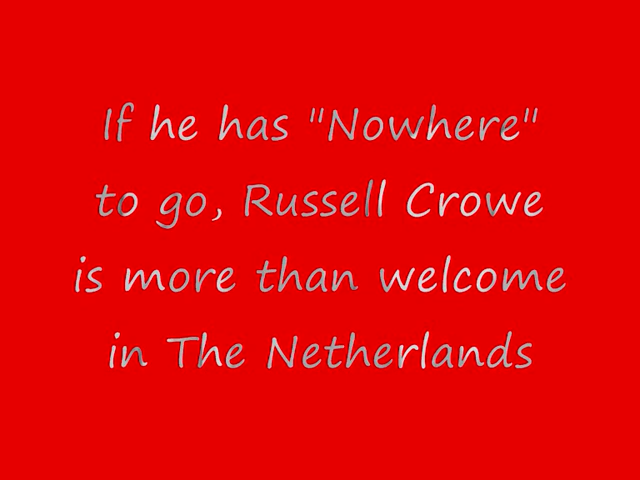 If he has "Nowhere"
to go, Russell Crowe
is more than welcome
in The Netherlands